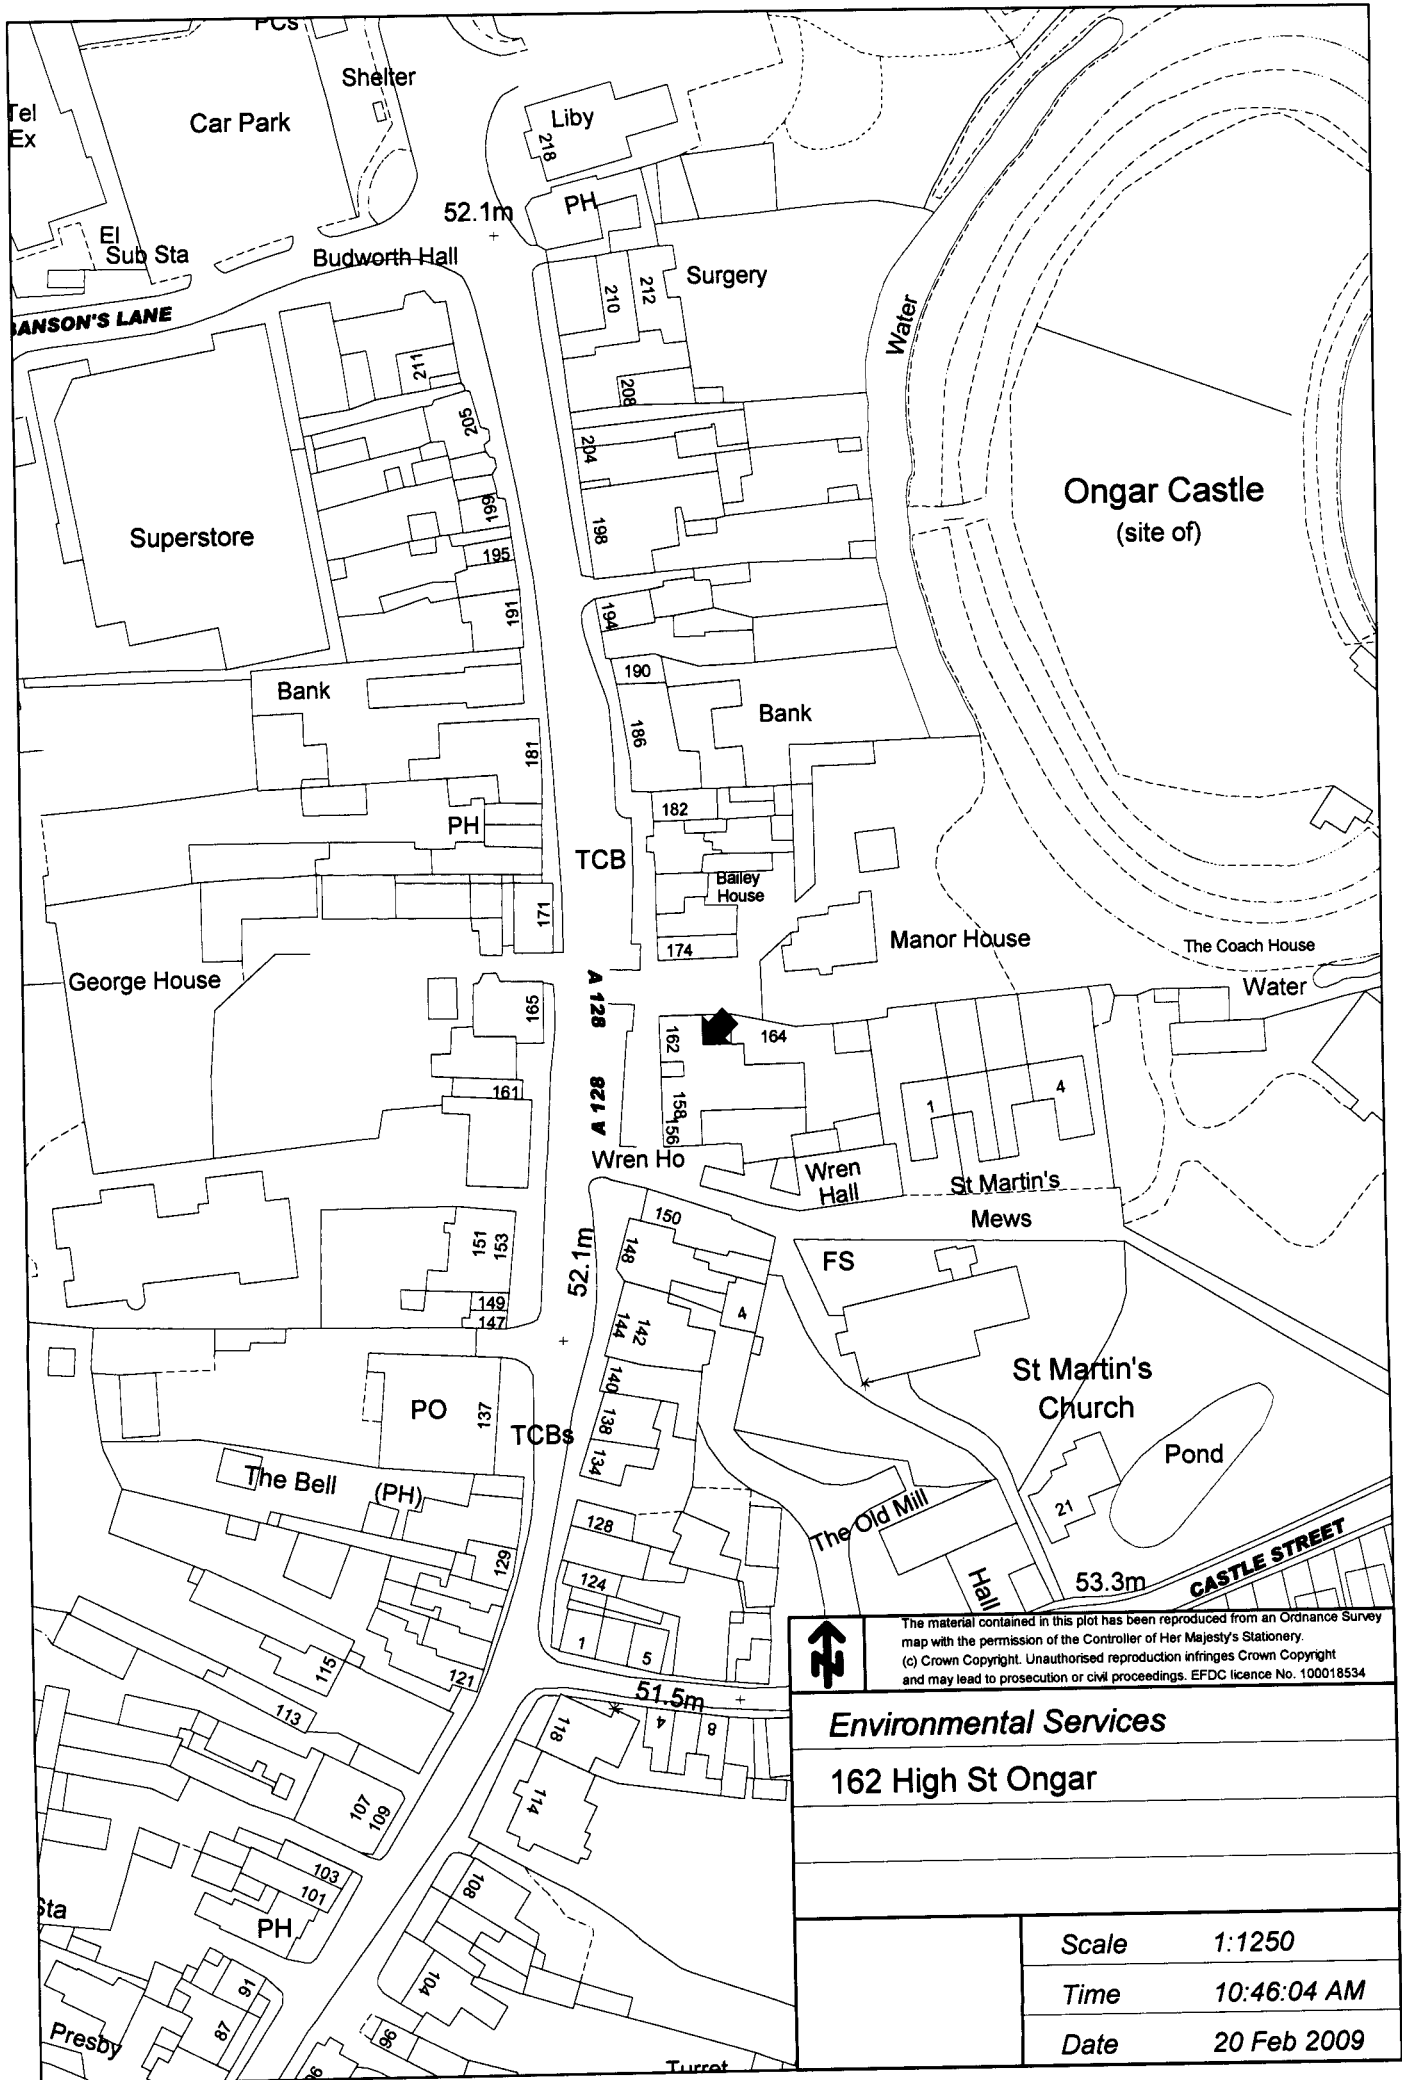 PCs
Shelter
Tel
Ex
Car Park
Liby
218
PH
52.1m
El
Sub Sta
Budworth Hall
Surgery
210
212
BANSON'S LANE
Water
211
208
205
204
Ongar Castle
(site of)
199
198
Superstore
195
191
194
190
Bank
Bank
186
181
182
PH
TCB
Bailey
House
171
174
Manor House
The Coach House
George House
Water
A 128
165
162
164
161
A 128
158
156
1
4
Wren Ho
Wren
Hall
St Martin's
Mews
150
151
153
148
52.1m
FS
149
147
4
142
144
St Martin's
Church
140
PO
137
138
TCBs
Pond
134
The Bell
(PH)
21
The Old Mill
128
CASTLE STREET
129
Hall
53.3m
124
1
5
115
121
51.5m
113
118
4
8
114
107
109
103
101
108
Sta
PH
104
91
87
96
Presby
96
Turret
N
The material contained in this plot has been reproduced from an Ordnance Survey
map with the permission of the Controller of Her Majesty's Stationery.
(c) Crown Copyright. Unauthorised reproduction infringes Crown Copyright
and may lead to prosecution or civil proceedings. EFDC licence No. 100018534
Environmental Services
162 High St Ongar
Scale 1:1250
Time 10:46:04 AM
Date 20 Feb 2009